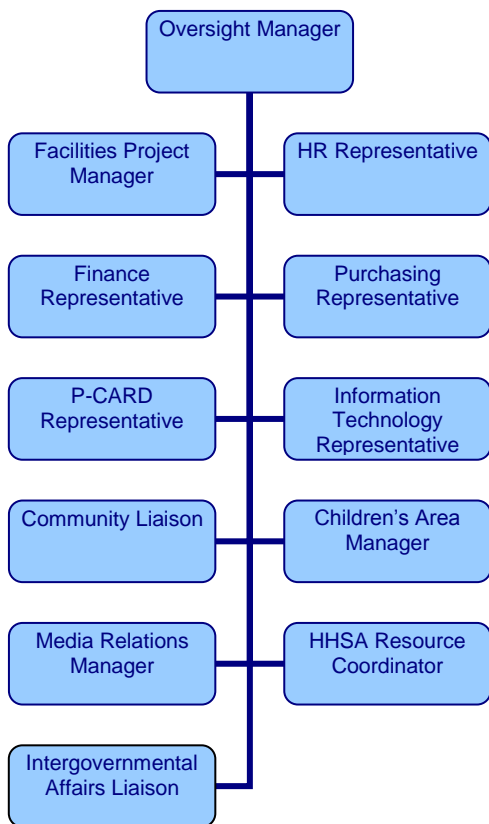 Oversight Manager
Facilities Project
Manager
HR Representative
Finance
Representative
Purchasing
Representative
P-CARD
Representative
Information
Technology
Representative
Community Liaison
Children’s Area
Manager
Media Relations
Manager
HHSA Resource
Coordinator
Intergovernmental
Affairs Liaison